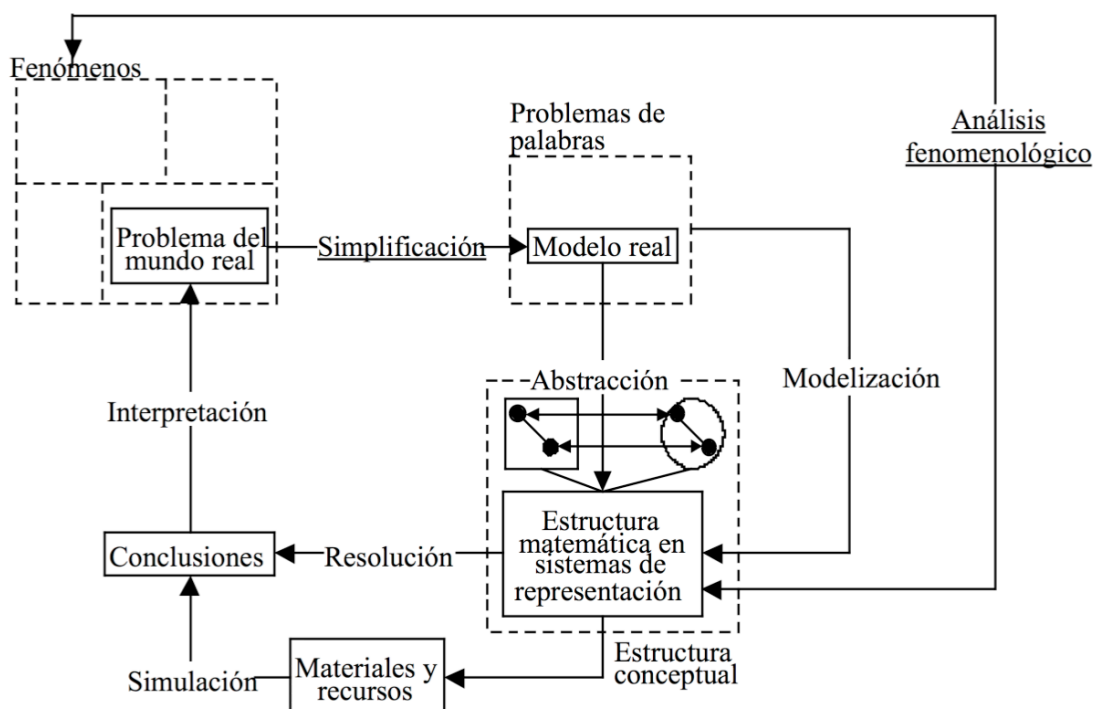 Fenómenos
Problemas de
palabras
Análisis
fenomenológico
Problema del
mundo real
Simplificación
Modelo real
Abstracción
Modelización
Interpretación
Estructura
matemática en
sistemas de
representación
Conclusiones
Resolución
Estructura
conceptual
Materiales y
recursos
Simulación